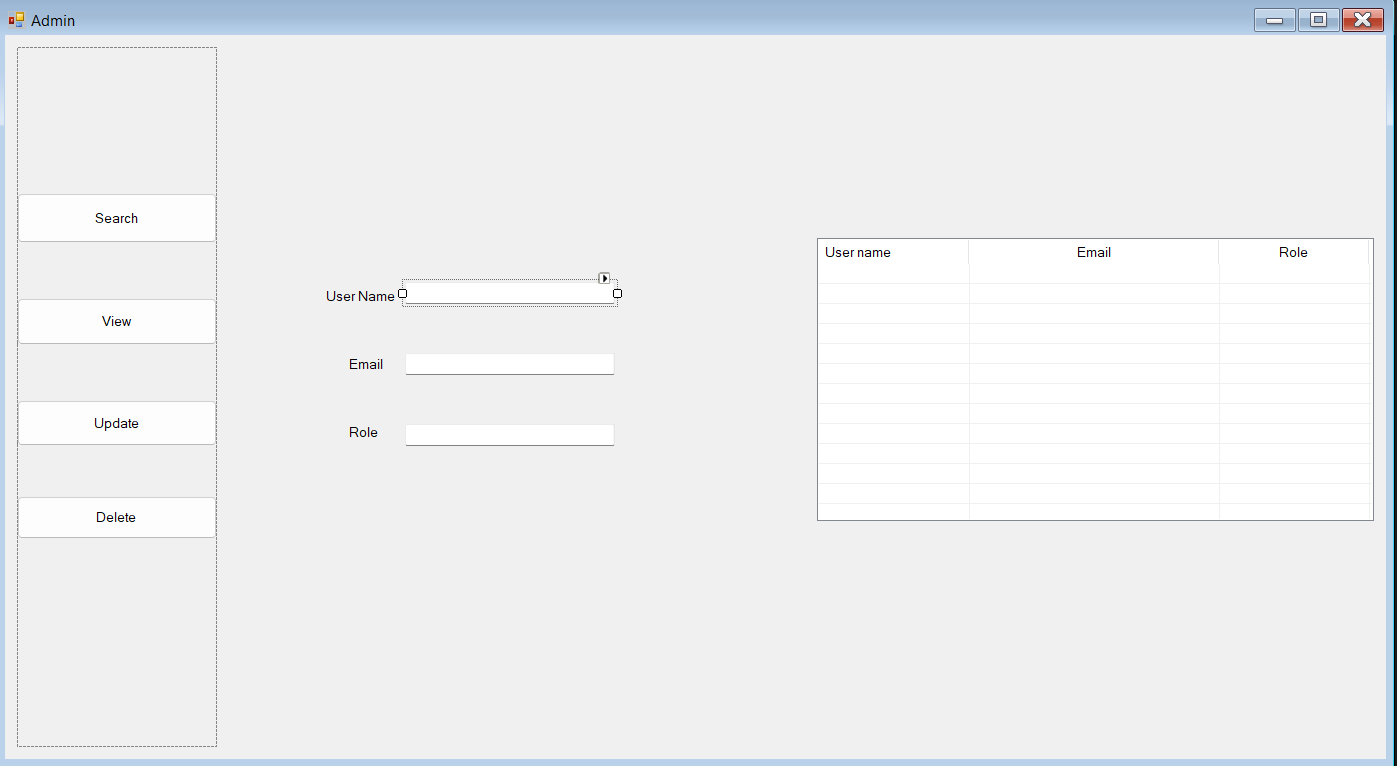 Admin
Search
View
Update
Delete
User Name
Email
Role
User name Email Role